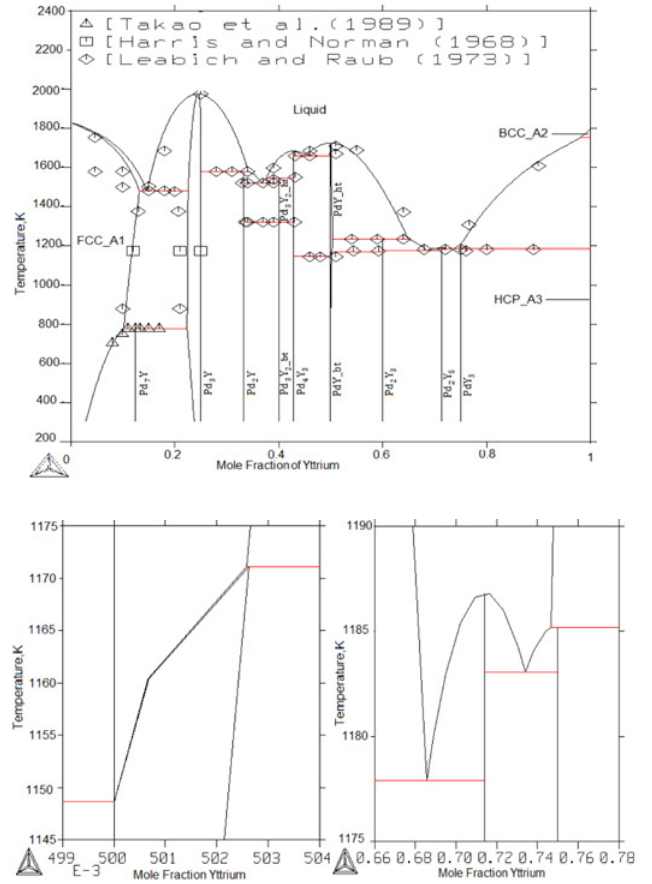 2400
2200
2000
1800
1600
1400
1200
1000
800
600
400
200
Temperature,K
[Takao et al.(1989)]
[Harris and Norman (1968)]
[Leabich and Raub (1973)]
Liquid
BCC_A2
FCC_A1
HCP_A3
Pd3Y2_ht
PdY_ht
Pd7Y
Pd3Y
Pd2Y
Pd3Y2_bt
Pd4Y3
PdY_bt
Pd2Y3
Pd2Y5
PdY3
0 0.2 0.4 0.6 0.8 1
Mole Fraction of Yttrium
1175
1170
1165
1160
1155
1150
1145
Temperature,K
499 500 501 502 503 504
E-3
Mole Fraction Yttrium
1190
1185
1180
1175
Temperature,K
0.66 0.68 0.70 0.72 0.74 0.76 0.78
Mole Fraction Yttrium